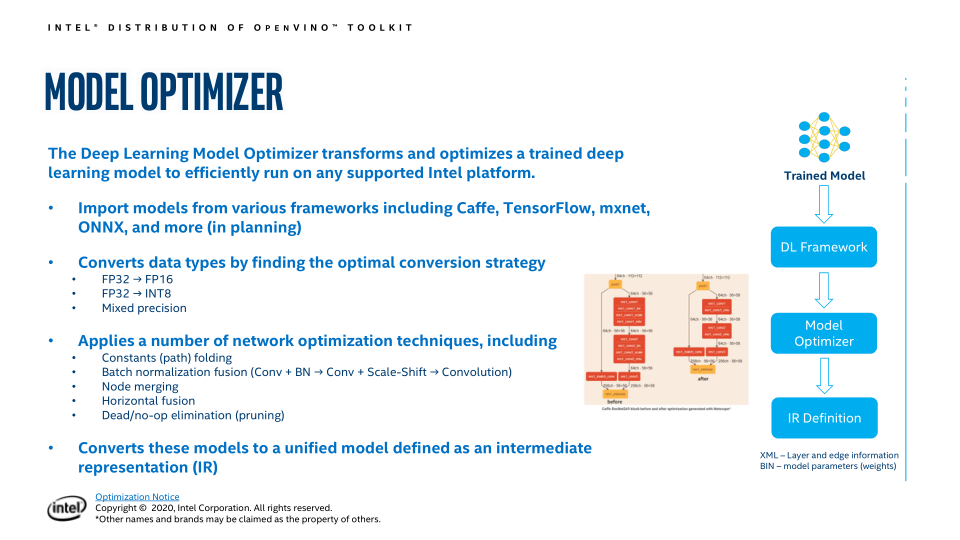 INTEL® DISTRIBUTION OF OPENVINO™ TOOLKIT
MODEL OPTIMIZER
The Deep Learning Model Optimizer transforms and optimizes a trained deep
learning model to efficiently run on any supported Intel platform.
• Import models from various frameworks including Caffe, TensorFlow, mxnet,
ONNX, and more (in planning)
• Converts data types by finding the optimal conversion strategy
• FP32 → FP16
• FP32 → INT8
• Mixed precision
• Applies a number of network optimization techniques, including
• Constants (path) folding
• Batch normalization fusion (Conv + BN → Conv + Scale-Shift → Convolution)
• Node merging
• Horizontal fusion
• Dead/no-op elimination (pruning)
• Converts these models to a unified model defined as an intermediate
representation (IR)
before
after
Trained Model
DL Framework
Model
Optimizer
IR Definition
XML – Layer and edge information
BIN – model parameters (weights)
intel
Optimization Notice
Copyright © 2020, Intel Corporation. All rights reserved.
*Other names and brands may be claimed as the property of others.